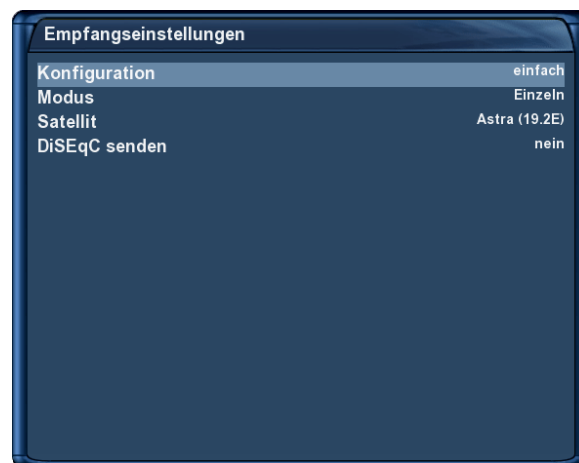 Empfangseinstellungen
Konfiguration einfach
Modus Einzeln
Satellit Astra (19.2E)
DiSEqC senden nein